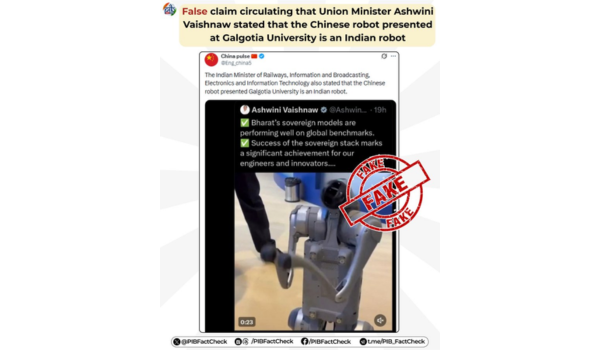 False claim circulating that Union Minister Ashwini
Vaishnaw stated that the Chinese robot presented
at Galgotia University is an Indian robot
China pulse
@Eng_china5
The Indian Minister of Railways, Information and Broadcasting,
Electronics and Information Technology also stated that the Chinese
robot presented Galgotia University is an Indian robot.
Ashwini Vaishnaw @Ashwin... · 19h
Bharat's sovereign models are
performing well on global benchmarks.
Success of the sovereign stack marks
a significant achievement for our
engineers and innovators....
FAKE
FAKE
FAKE
0:23
@PIBFactCheck /PIBFactCheck /PIBFactCheck t.me/PIB_FactCheck